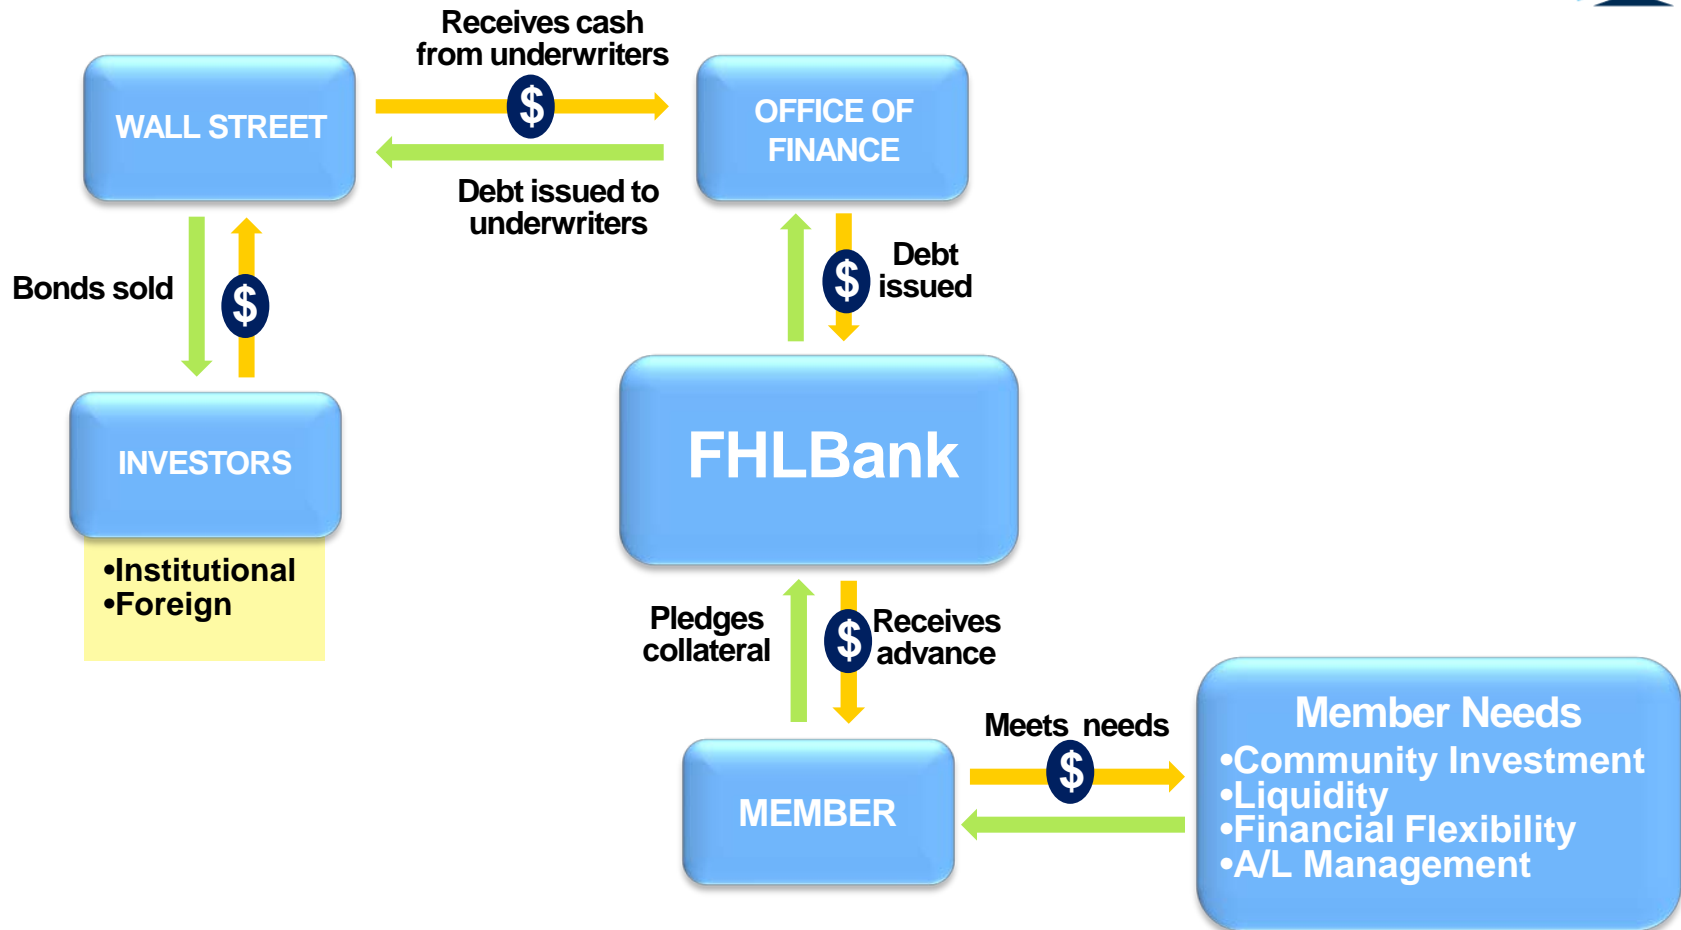 Receives cash
from underwriters
WALL STREET
$
OFFICE OF
FINANCE
Debt issued to
underwriters
Bonds sold
$
$
Debt
issued
INVESTORS
•Institutional
•Foreign
FHLBank
Pledges
collateral
$
Receives
advance
MEMBER
Meets needs
$
Member Needs
•Community Investment
•Liquidity
•Financial Flexibility
•A/L Management